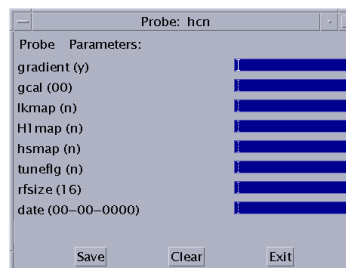 Probe: hcn
Probe Parameters:
gradient (y)
gcal (00)
lkmap (n)
H1map (n)
hsmap (n)
tuneflg (n)
rfsize (16)
date (00-00-0000)
Save Clear Exit